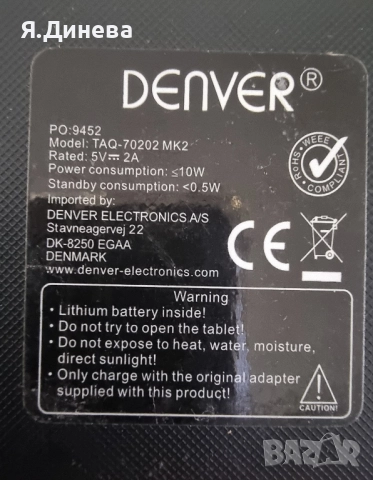 Я.Динева
DENVER®
PO:9452
Model: TAQ-70202 MK2
Rated: 5V⎓ 2A
Power consumption: ≤10W
Standby consumption: <0.5W
Imported by:
DENVER ELECTRONICS A/S
Stavneagervej 22
DK-8250 EGAA
DENMARK
www.denver-electronics.com
RoHS WEEE COMPLIANT
CE
Warning
• Lithium battery inside!
• Do not try to open the tablet!
• Do not expose to heat, water, moisture,
direct sunlight!
• Only charge with the original adapter
supplied with this product!
CAUTION!
BAZAR